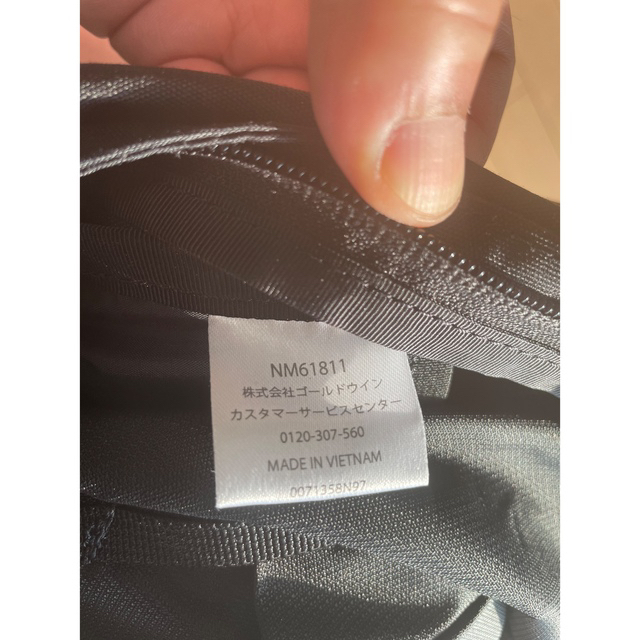 NM61811
株式会社ゴールドウイン
カスタマーサービスセンター
0120-307-560
MADE IN VIETNAM
0071358N97